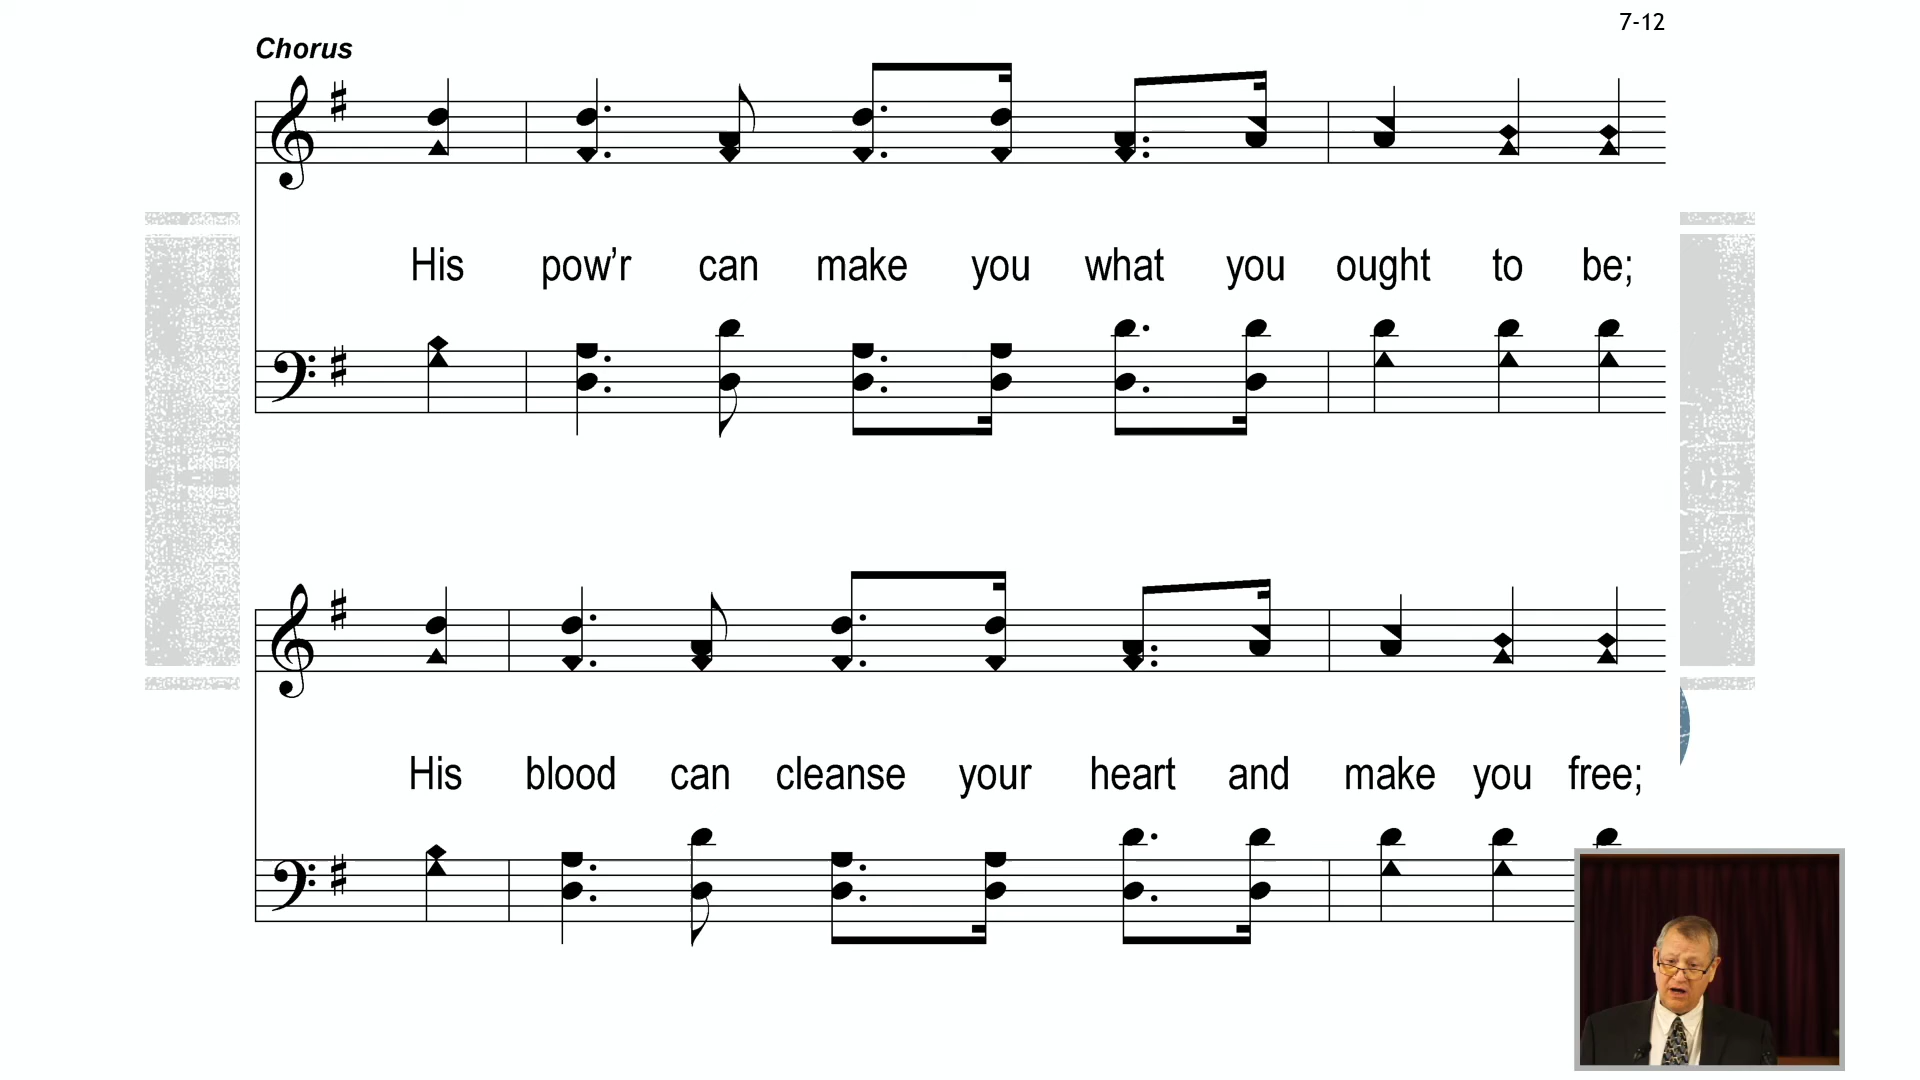 7-12
Chorus
His pow’r can make you what you ought to be;
His blood can cleanse your heart and make you free;